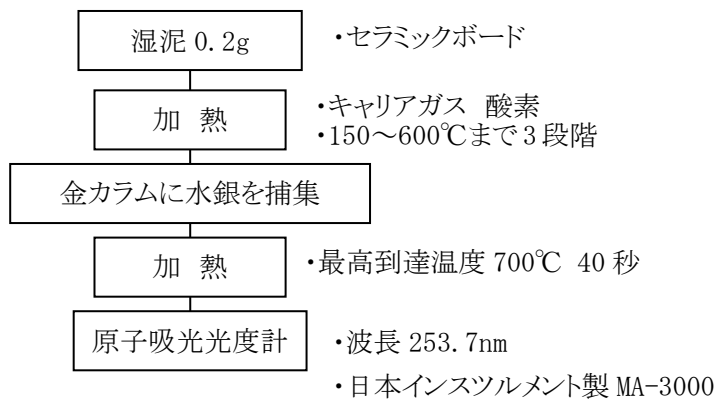 湿泥 0.2g ・セラミックボード
加 熱 ・キャリアガス 酸素
・150～600℃まで3段階
金カラムに水銀を捕集
加 熱 ・最高到達温度 700℃ 40秒
原子吸光光度計 ・波長 253.7nm
・日本インスツルメント製 MA-3000